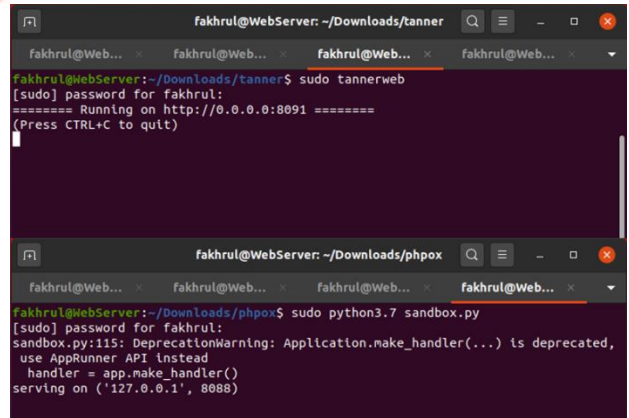 fakhrul@WebServer: ~/Downloads/tanner
fakhrul@Web... × fakhrul@Web... × fakhrul@Web... × fakhrul@Web... ×
fakhrul@WebServer:~/Downloads/tanner$ sudo tannerweb
[sudo] password for fakhrul:
======== Running on http://0.0.0.0:8091 ========
(Press CTRL+C to quit)
fakhrul@WebServer: ~/Downloads/phpox
fakhrul@Web... × fakhrul@Web... × fakhrul@Web... × fakhrul@Web... ×
fakhrul@WebServer:~/Downloads/phpox$ sudo python3.7 sandbox.py
[sudo] password for fakhrul:
sandbox.py:115: DeprecationWarning: Application.make_handler(...) is deprecated,
use AppRunner API instead
handler = app.make_handler()
serving on ('127.0.0.1', 8088)